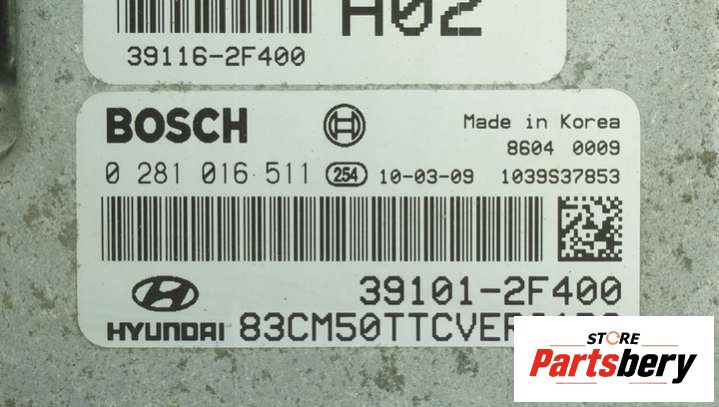 H02
39116-2F400
BOSCH
Made in Korea
8604 0009
0 281 016 511 254 10-03-09 1039S37853
39101-2F400
HYUNDAI
STORE
Partsbery